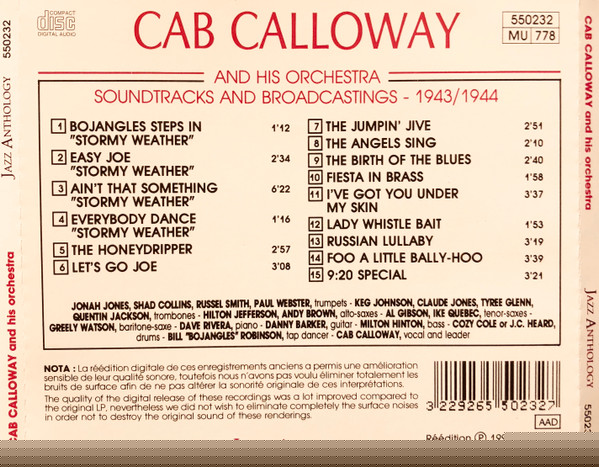 COMPACT
disc
DIGITAL AUDIO
CAB CALLOWAY
550232
MU 778
AND HIS ORCHESTRA
SOUNDTRACKS AND BROADCASTINGS - 1943/1944
1 BOJANGLES STEPS IN
"STORMY WEATHER" 1'12
2 EASY JOE
"STORMY WEATHER" 2'34
3 AIN'T THAT SOMETHING
"STORMY WEATHER" 6'22
4 EVERYBODY DANCE
"STORMY WEATHER" 1'16
5 THE HONEYDRIPPER 2'57
6 LET'S GO JOE 3'08
7 THE JUMPIN' JIVE 2'51
8 THE ANGELS SING 2'10
9 THE BIRTH OF THE BLUES 2'40
10 FIESTA IN BRASS 1'58
11 I'VE GOT YOU UNDER
MY SKIN 3'37
12 LADY WHISTLE BAIT 1'53
13 RUSSIAN LULLABY 3'19
14 FOO A LITTLE BALLY-HOO 3'39
15 9:20 SPECIAL 3'21
JONAH JONES, SHAD COLLINS, RUSSEL SMITH, PAUL WEBSTER, trumpets - KEG JOHNSON, CLAUDE JONES, TYREE GLENN,
QUENTIN JACKSON, trombones - HILTON JEFFERSON, ANDY BROWN, alto-saxes - AL GIBSON, IKE QUEBEC, tenor-saxes -
GREELY WATSON, baritone-saxe - DAVE RIVERA, piano - DANNY BARKER, guitar - MILTON HINTON, bass - COZY COLE or J.C. HEARD,
drums - BILL "BOJANGLES" ROBINSON, tap dancer - CAB CALLOWAY, vocal and leader
NOTA : La réédition digitale de ces enregistrements anciens a permis une amélioration
sensible de leur qualité sonore, toutefois nous n'avons pas voulu éliminer totalement les
bruits de surface afin de ne pas altérer la sonorité originale de ces interprétations.
The quality of the digital release of these recordings was a lot improved compared to
the original LP, nevertheless we did not wish to eliminate completely the surface noises
in order to not to destroy the original sound of these renderings.
3 229265 502327
AAD
Réédition Ⓟ 199
550232
JAZZ ANTHOLOGY
CAB CALLOWAY and his orchestra
CAB CALLOWAY and his orchestra
JAZZ ANTHOLOGY
55023